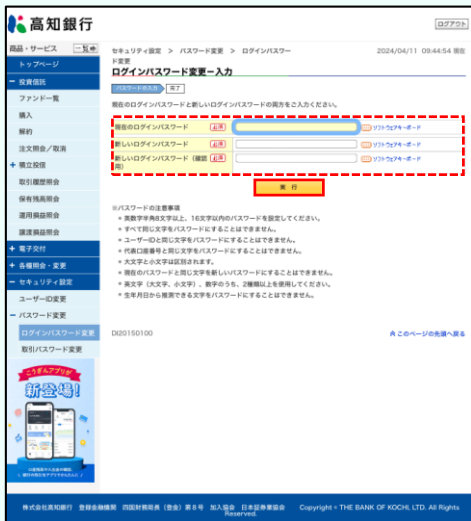 高知銀行
ログアウト
商品・サービス 一覧
トップページ
投資信託
ファンド一覧
購入
解約
注文照会/取消
積立投信
取引履歴照会
保有残高照会
運用損益照会
譲渡損益照会
電子交付
各種照会・変更
セキュリティ設定
ユーザーID変更
パスワード変更
ログインパスワード変更
取引パスワード変更
こうぎんアプリが
新登場!
セキュリティ設定 > パスワード変更 > ログインパスワー
ド変更
2024/04/11 09:44:54 現在
ログインパスワード変更ー入力
パスワードの入力 完了
現在のログインパスワードと新しいログインパスワードの両方をご入力ください。
現在のログインパスワード 必須 ソフトウェアキーボード
新しいログインパスワード 必須 ソフトウェアキーボード
新しいログインパスワード(確認 必須 ソフトウェアキーボード
用)
実 行
※パスワードの注意事項
英数字半角8文字以上、16文字以内のパスワードを設定してください。
すべて同じ文字をパスワードにすることはできません。
ユーザーIDと同じ文字をパスワードにすることはできません。
代表口座番号と同じ文字をパスワードにすることはできません。
大文字と小文字は区別されます。
現在のパスワードと同じ文字を新しいパスワードにすることはできません。
英文字(大文字、小文字)、数字のうち、2種類以上を使用してください。
生年月日から推測できる文字をパスワードにすることはできません。
DI20150100
このページの先頭へ戻る
株式会社高知銀行 登録金融機関 四国財務局長(登金)第8号 加入協会 日本証券業協会 Copyright © THE BANK OF KOCHI, LTD. All Rights
Reserved.